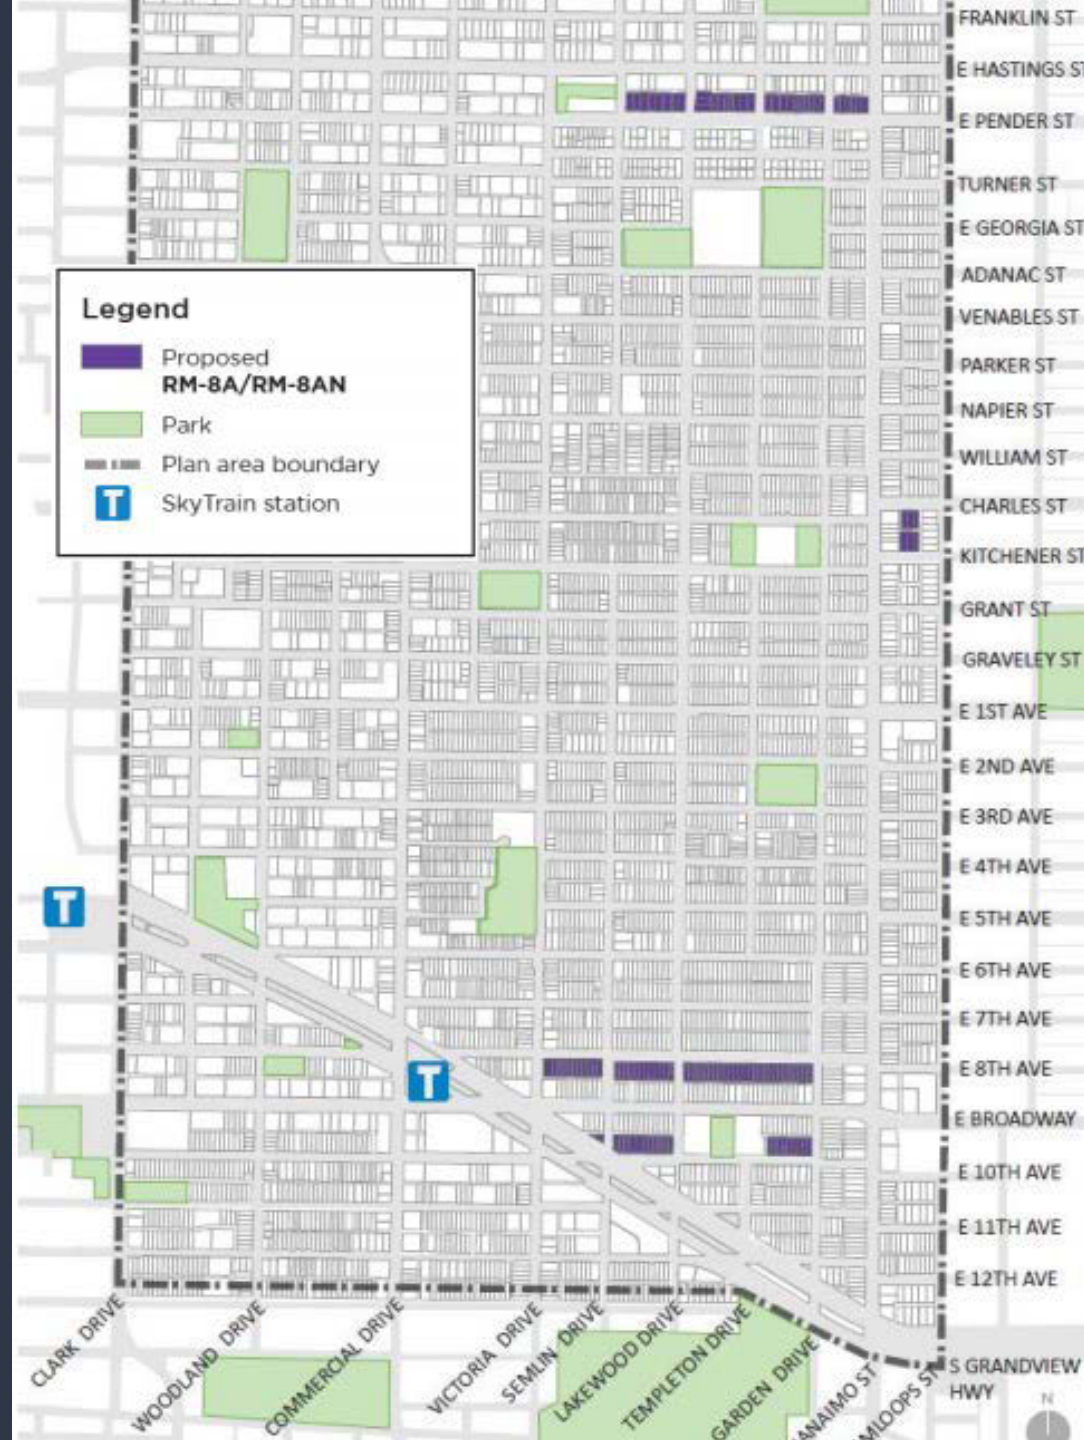 FRANKLIN ST
E HASTINGS ST
E PENDER ST
TURNER ST
E GEORGIA ST
ADANAC ST
VENABLES ST
PARKER ST
NAPIER ST
WILLIAM ST
CHARLES ST
KITCHENER ST
GRANT ST
GRAVELEY ST
E 1ST AVE
E 2ND AVE
E 3RD AVE
E 4TH AVE
E 5TH AVE
E 6TH AVE
E 7TH AVE
E 8TH AVE
E BROADWAY
E 10TH AVE
E 11TH AVE
E 12TH AVE
S GRANDVIEW
HWY
Legend
Proposed
RM-8A/RM-8AN
Park
Plan area boundary
T
SkyTrain station
T
T
CLARK DRIVE
WOODLAND DRIVE
COMMERCIAL DRIVE
VICTORIA DRIVE
SEMLIN DRIVE
LAKEWOOD DRIVE
TEMPLETON DRIVE
GARDEN DRIVE
ANAIMO ST
MLOOPS ST
N